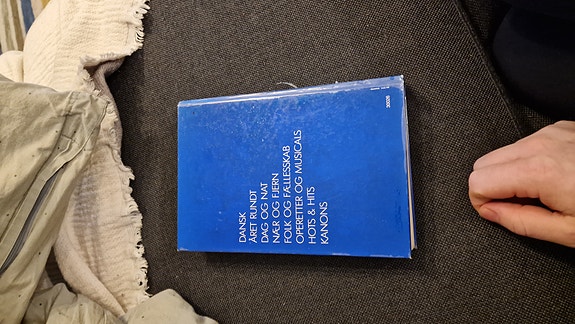 DANSK
ÅRET RUNDT
DAG OG NAT
NÆR OG FJERN
FOLK OG FÆLLESSKAB
OPERETTER OG MUSICALS
HOTS & HITS
KANONS